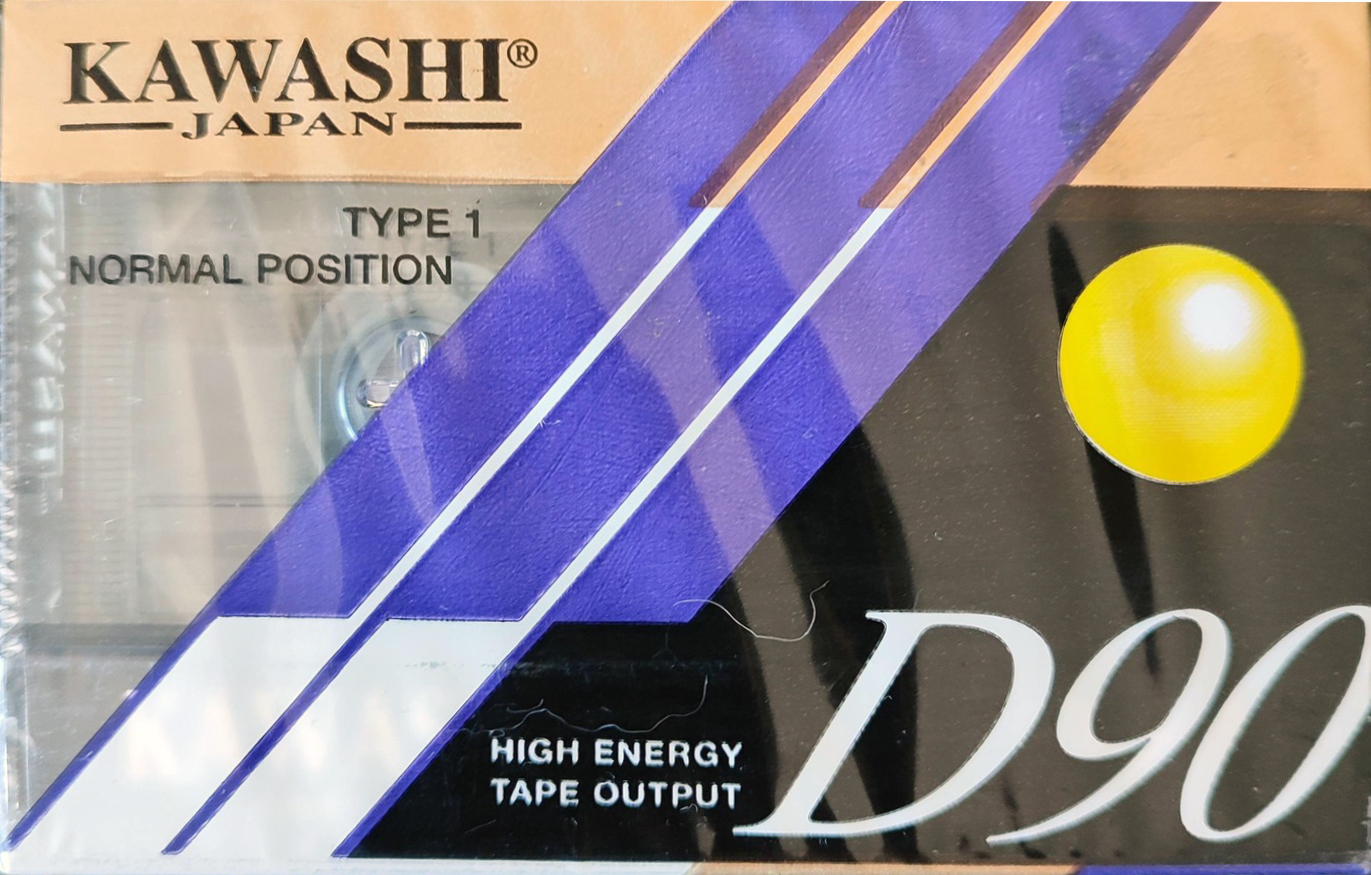 KAWASHI®
JAPAN
TYPE 1
NORMAL POSITION
HIGH ENERGY
TAPE OUTPUT
D90